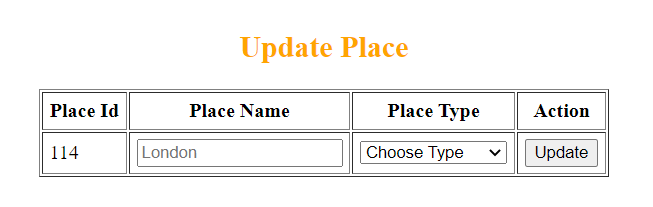 Update Place
Place Id Place Name Place Type Action
114 London Choose Type Update